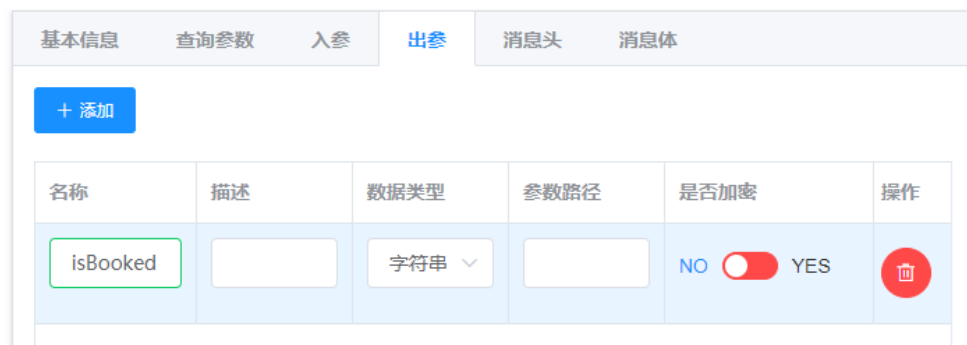 基本信息 查询参数 入参 出参 消息头 消息体
+ 添加
名称 描述 数据类型 参数路径 是否加密 操作
isBooked 字符串 NO YES